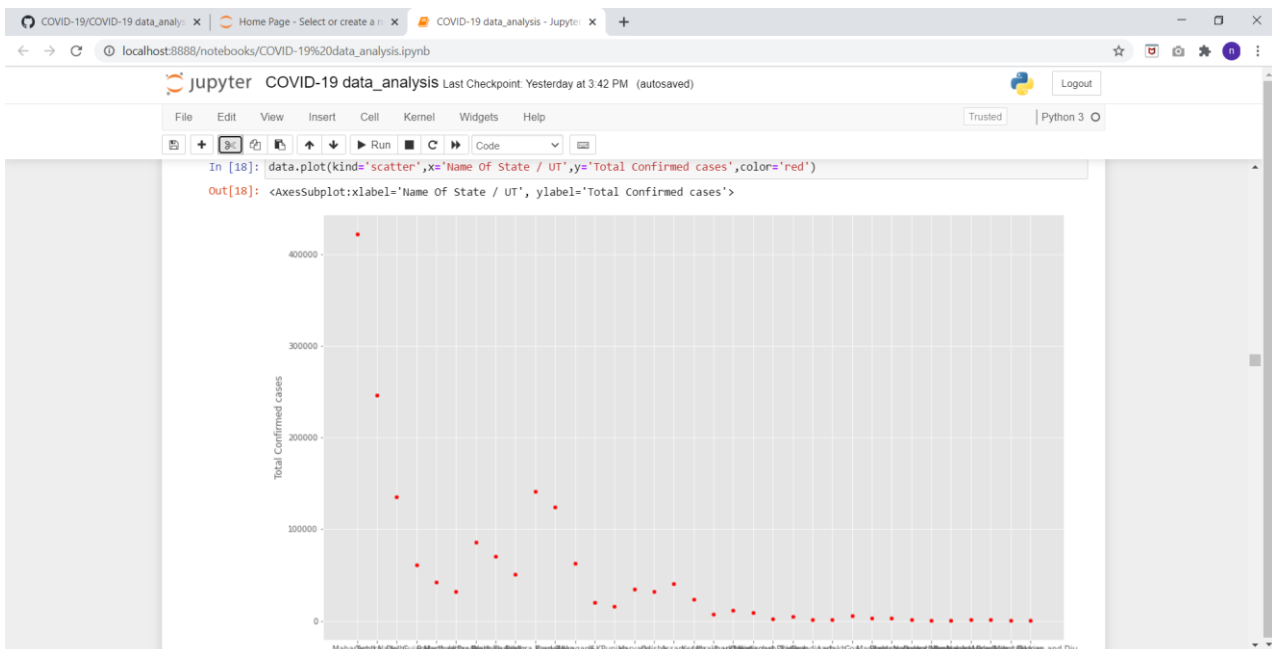 COVID-19/COVID-19 data_analys
Home Page - Select or create a n
COVID-19 data_analysis - Jupyter
localhost:8888/notebooks/COVID-19%20data_analysis.ipynb
n
jupyter COVID-19 data_analysis Last Checkpoint: Yesterday at 3:42 PM (autosaved)
Logout
File Edit View Insert Cell Kernel Widgets Help
Trusted
Python 3
Run
Code
In [18]: data.plot(kind='scatter',x='Name Of State / UT',y='Total Confirmed cases',color='red')
Out[18]: <AxesSubplot:xlabel='Name Of State / UT', ylabel='Total Confirmed cases'>
400000
300000
200000
100000
0
Total Confirmed cases